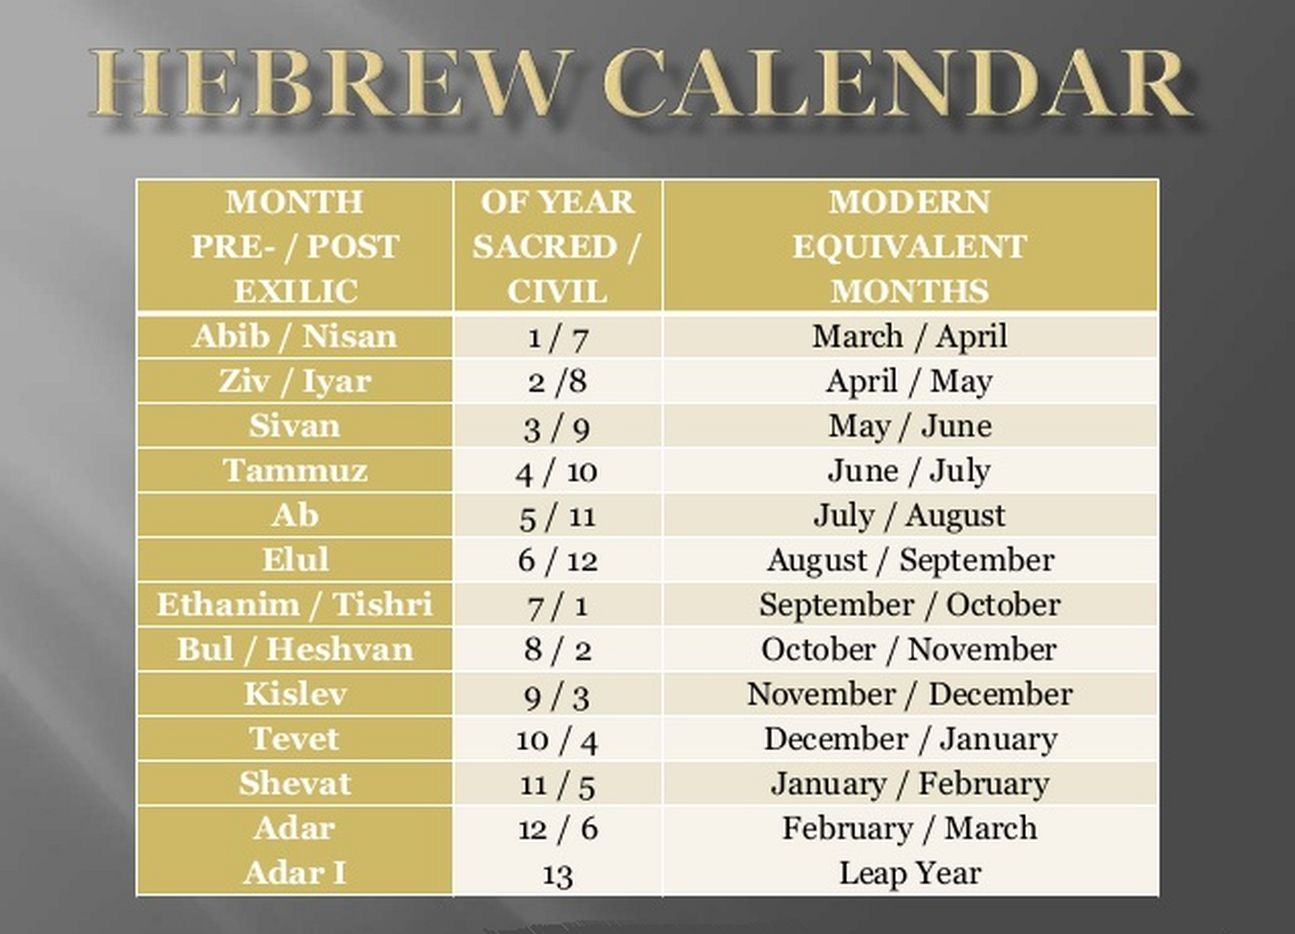 HEBREW CALENDAR
MONTH OF YEAR MODERN
PRE- / POST SACRED / EQUIVALENT
EXILIC CIVIL MONTHS
Abib / Nisan 1 / 7 March / April
Ziv / Iyar 2 /8 April / May
Sivan 3 / 9 May / June
Tammuz 4 / 10 June / July
Ab 5 / 11 July / August
Elul 6 / 12 August / September
Ethanim / Tishri 7 / 1 September / October
Bul / Heshvan 8 / 2 October / November
Kislev 9 / 3 November / December
Tevet 10 / 4 December / January
Shevat 11 / 5 January / February
Adar 12 / 6 February / March
Adar I 13 Leap Year